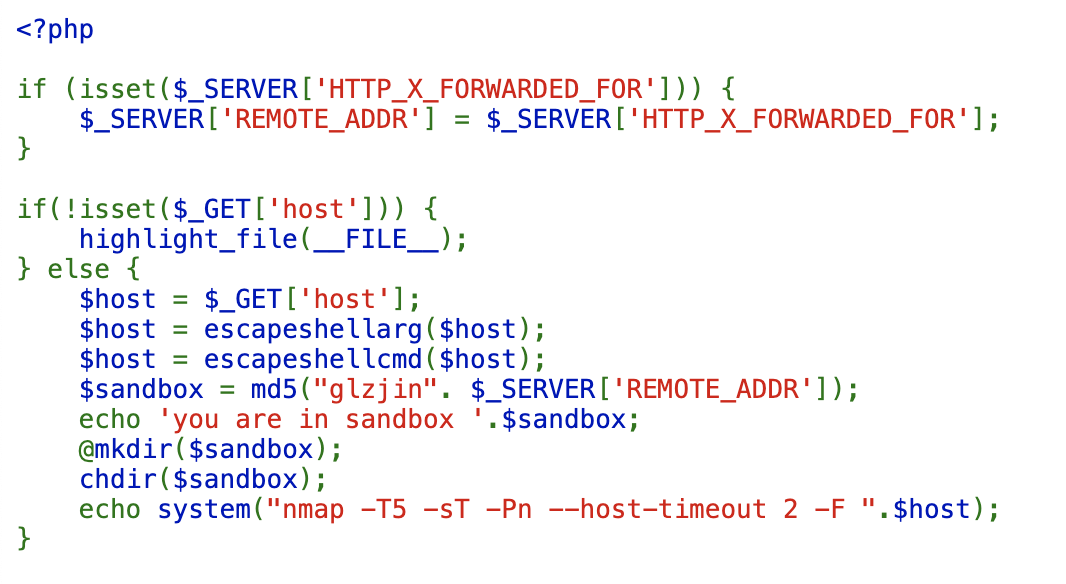 <?php
if (isset($_SERVER['HTTP_X_FORWARDED_FOR'])) {
    $_SERVER['REMOTE_ADDR'] = $_SERVER['HTTP_X_FORWARDED_FOR'];
}
if(!isset($_GET['host'])) {
    highlight_file(__FILE__);
} else {
    $host = $_GET['host'];
    $host = escapeshellarg($host);
    $host = escapeshellcmd($host);
    $sandbox = md5("glzjin". $_SERVER['REMOTE_ADDR']);
    echo 'you are in sandbox '.$sandbox;
    @mkdir($sandbox);
    chdir($sandbox);
    echo system("nmap -T5 -sT -Pn --host-timeout 2 -F ".$host);
}